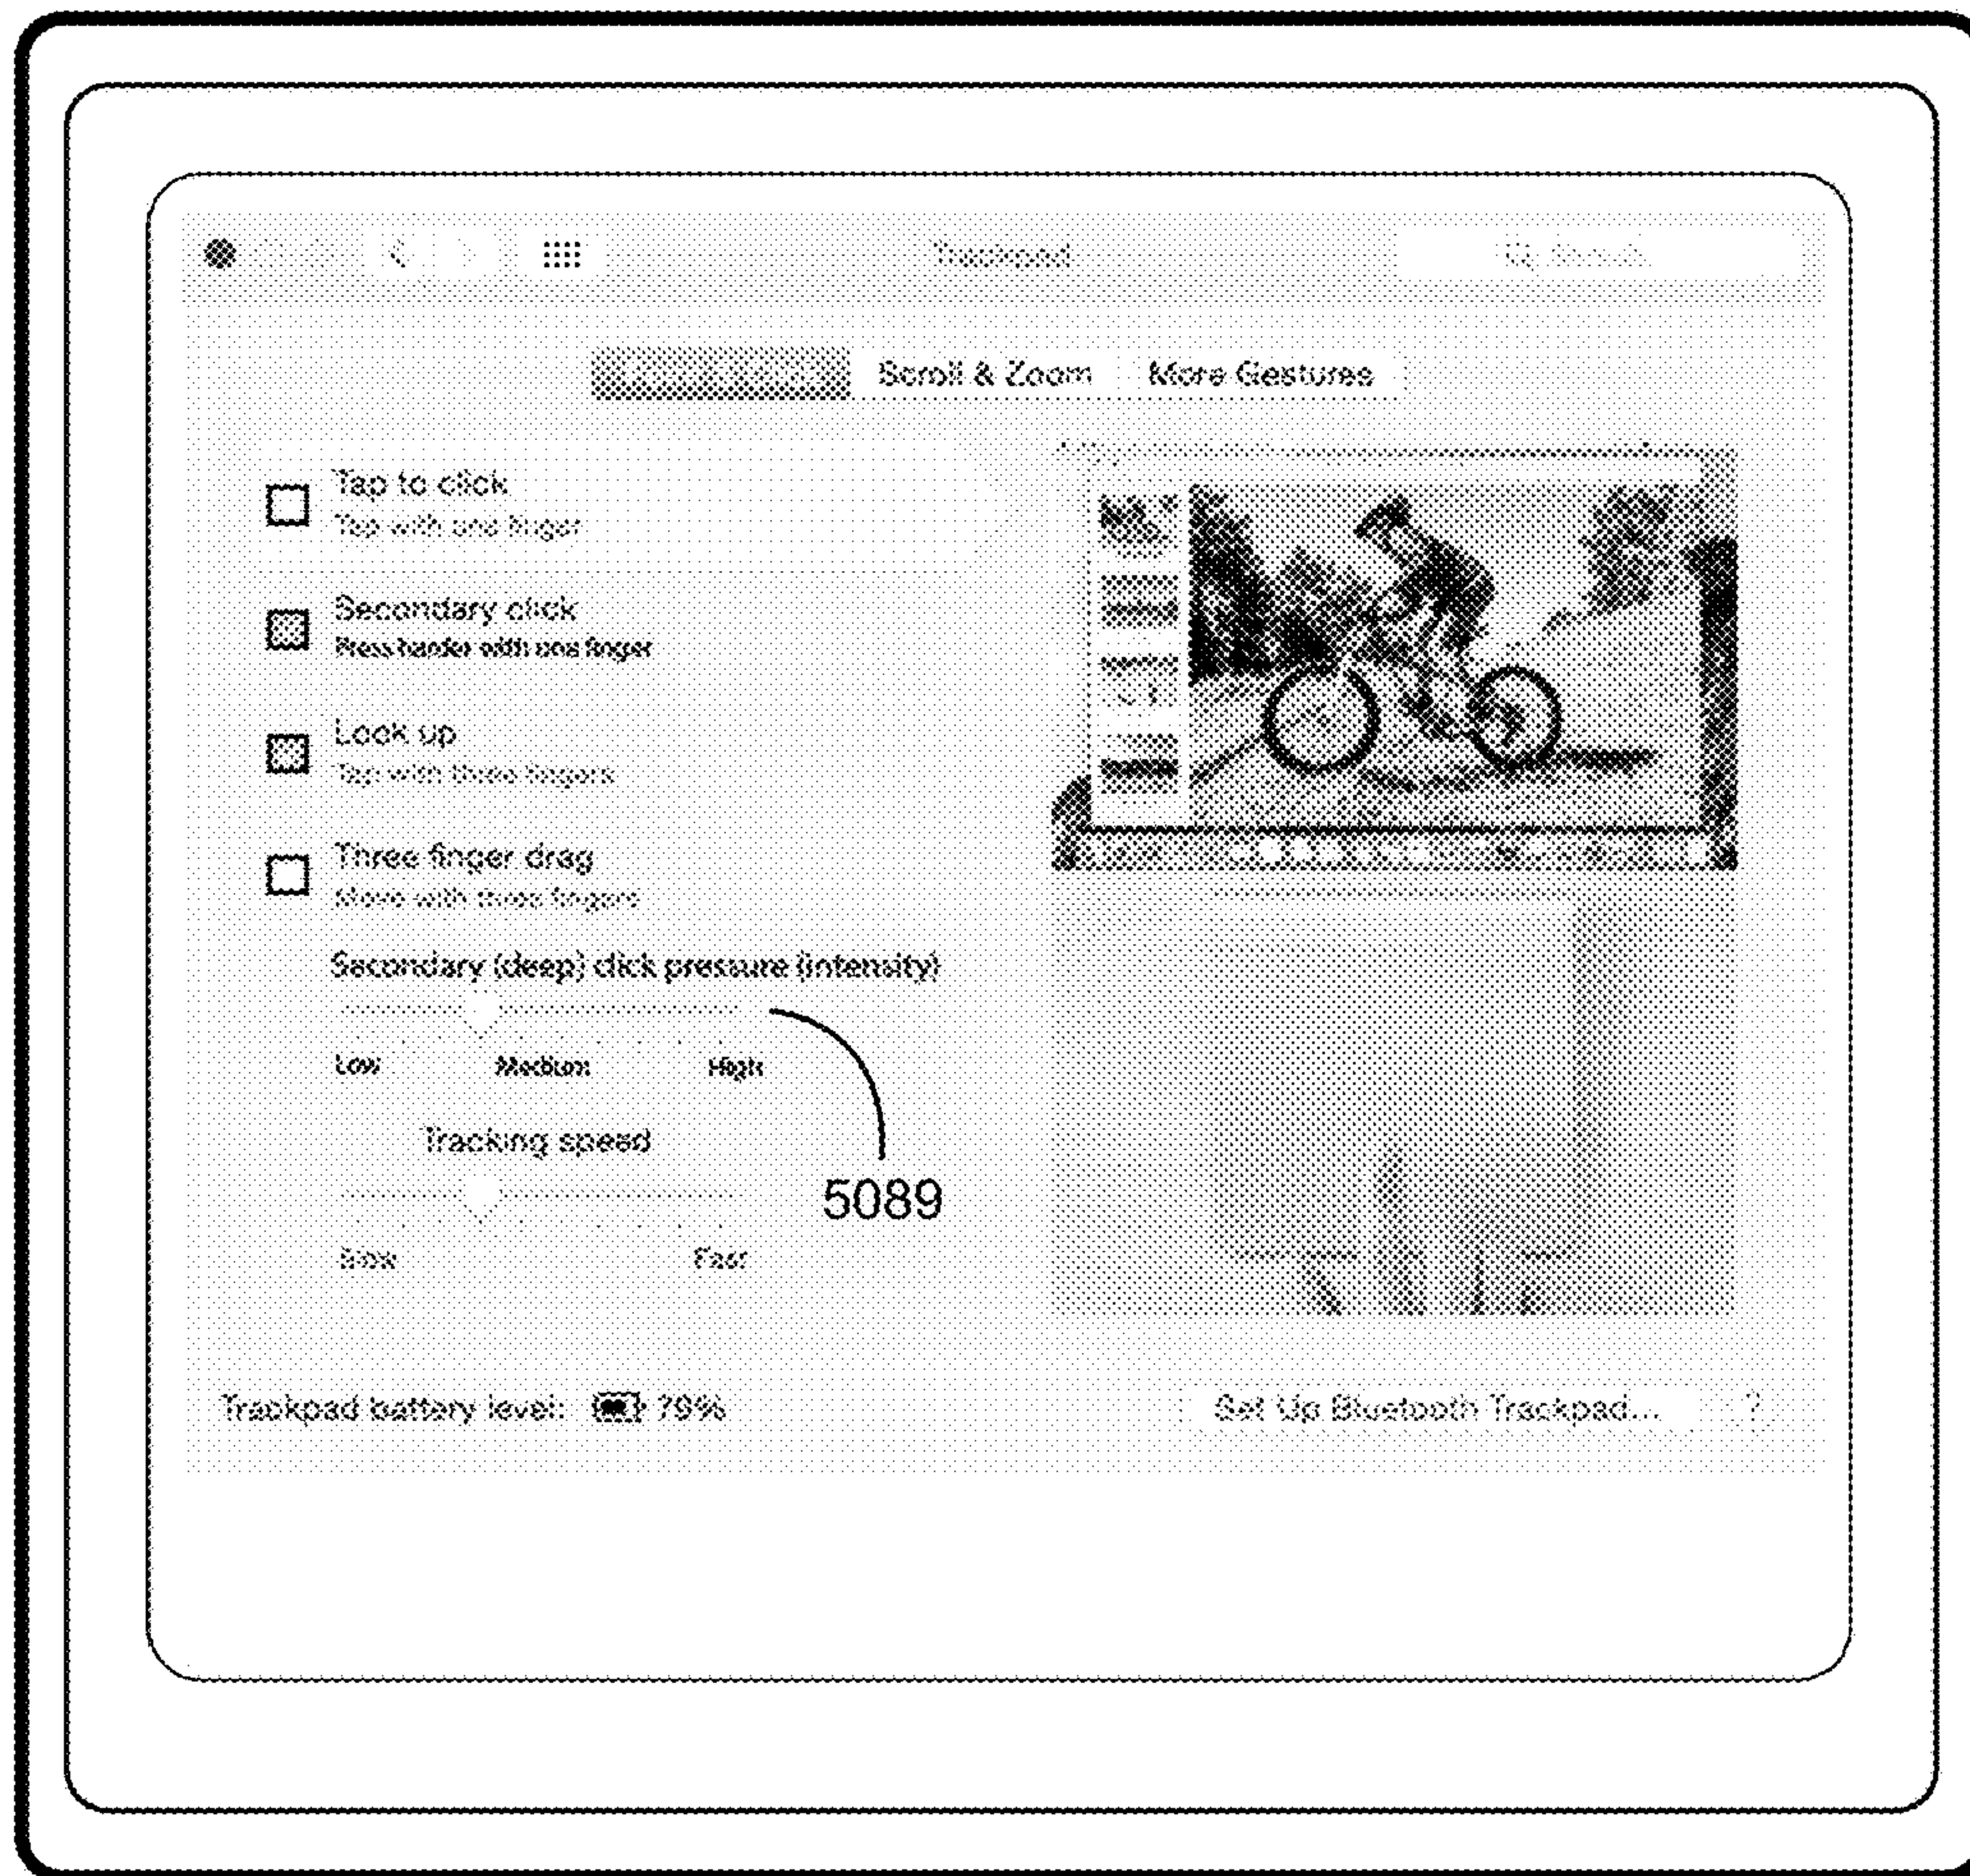 Trackpad
Scroll & Zoom More Gestures
Tap to click
Tap with one finger
Secondary click
Press harder with one finger
Look up
Tap with three fingers
Three finger drag
Move with three fingers
Secondary (deep) click pressure (intensity)
Low Medium High
Tracking speed
5089
Slow Fast
Trackpad battery level: 79% Set Up Bluetooth Trackpad... ?